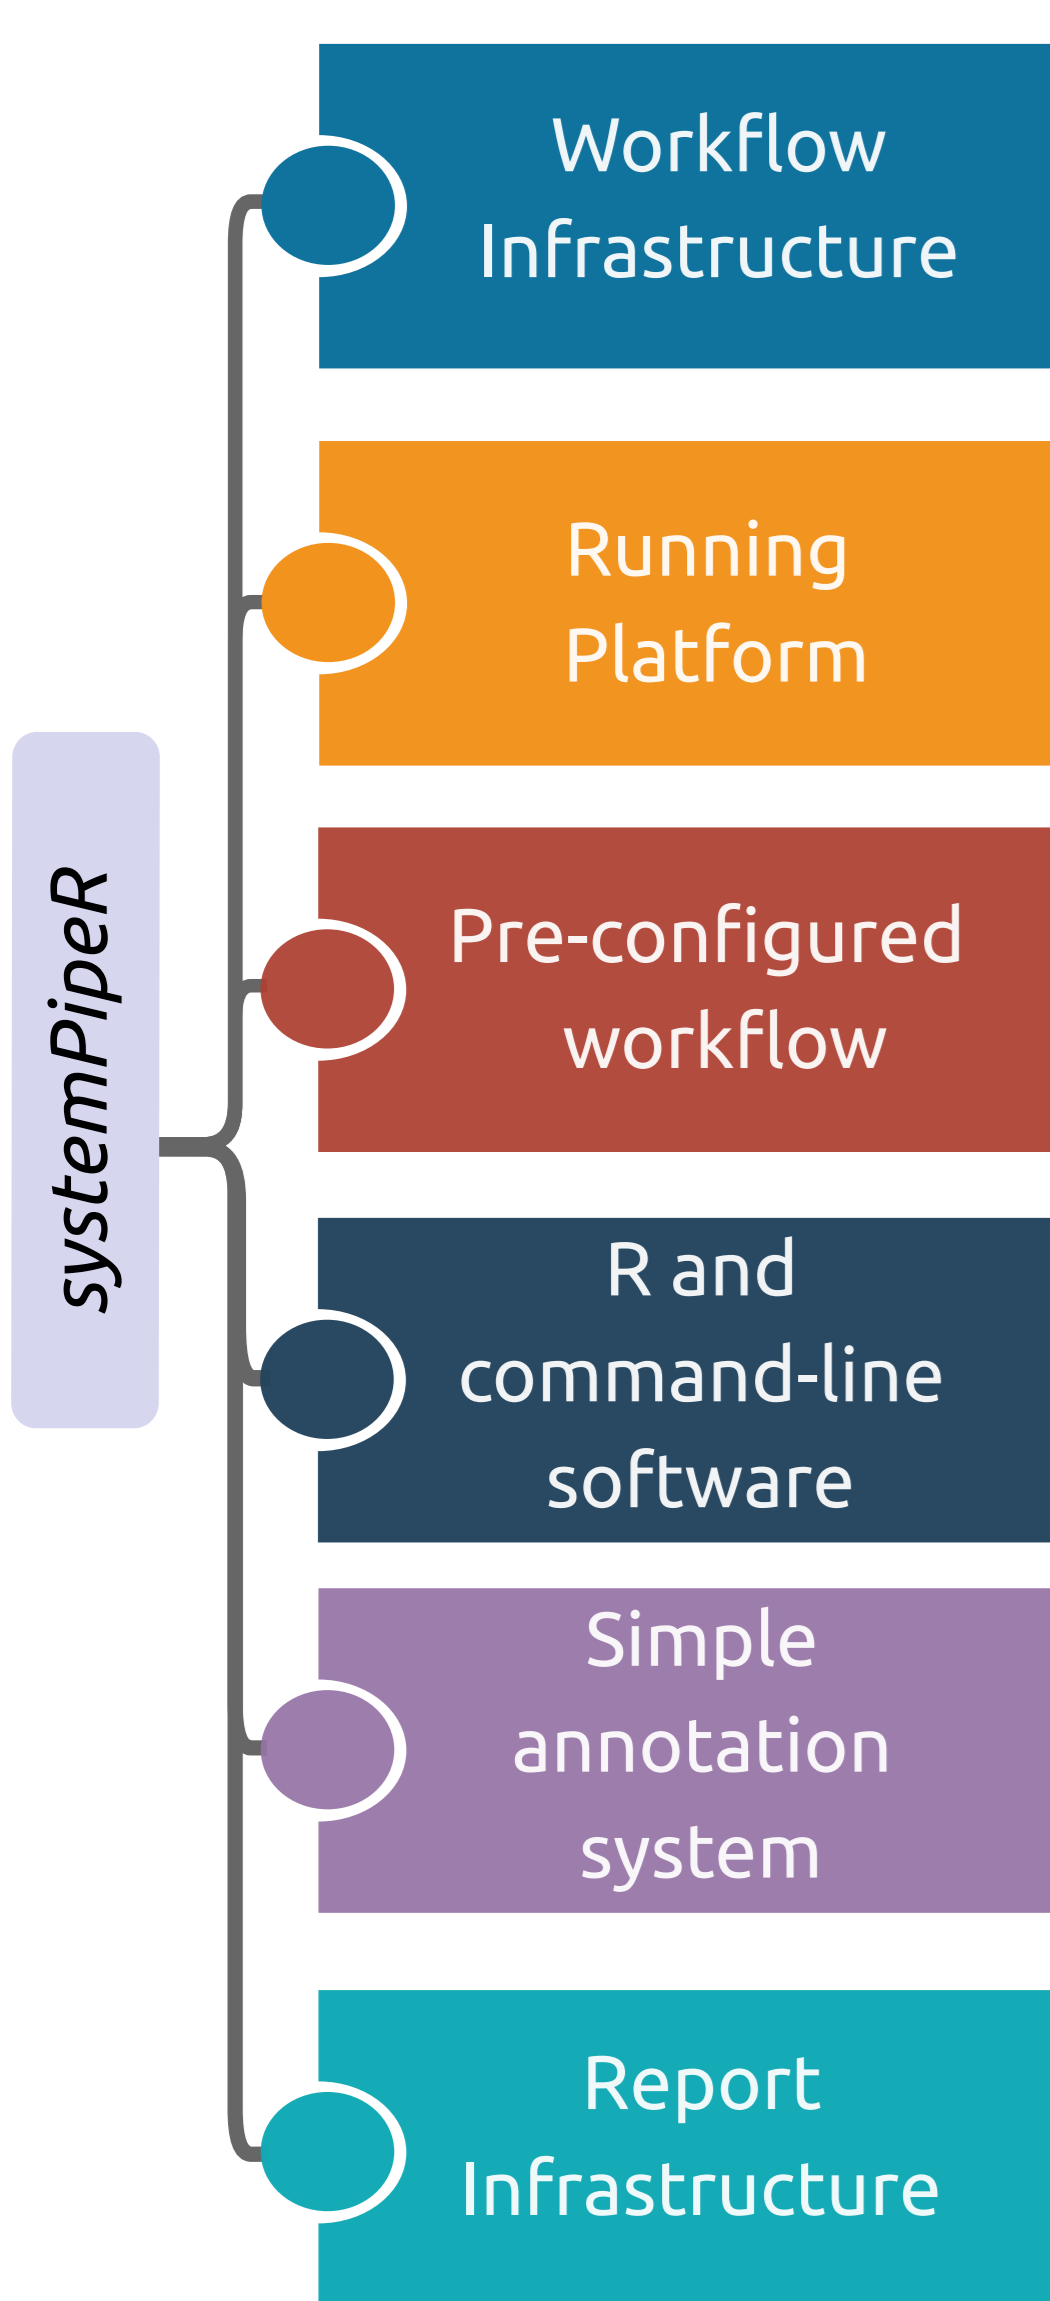 systemPipeR
Workflow
Infrastructure
Running
Platform
Pre-configured
workflow
R and
command-line
software
Simple
annotation
system
Report
Infrastructure